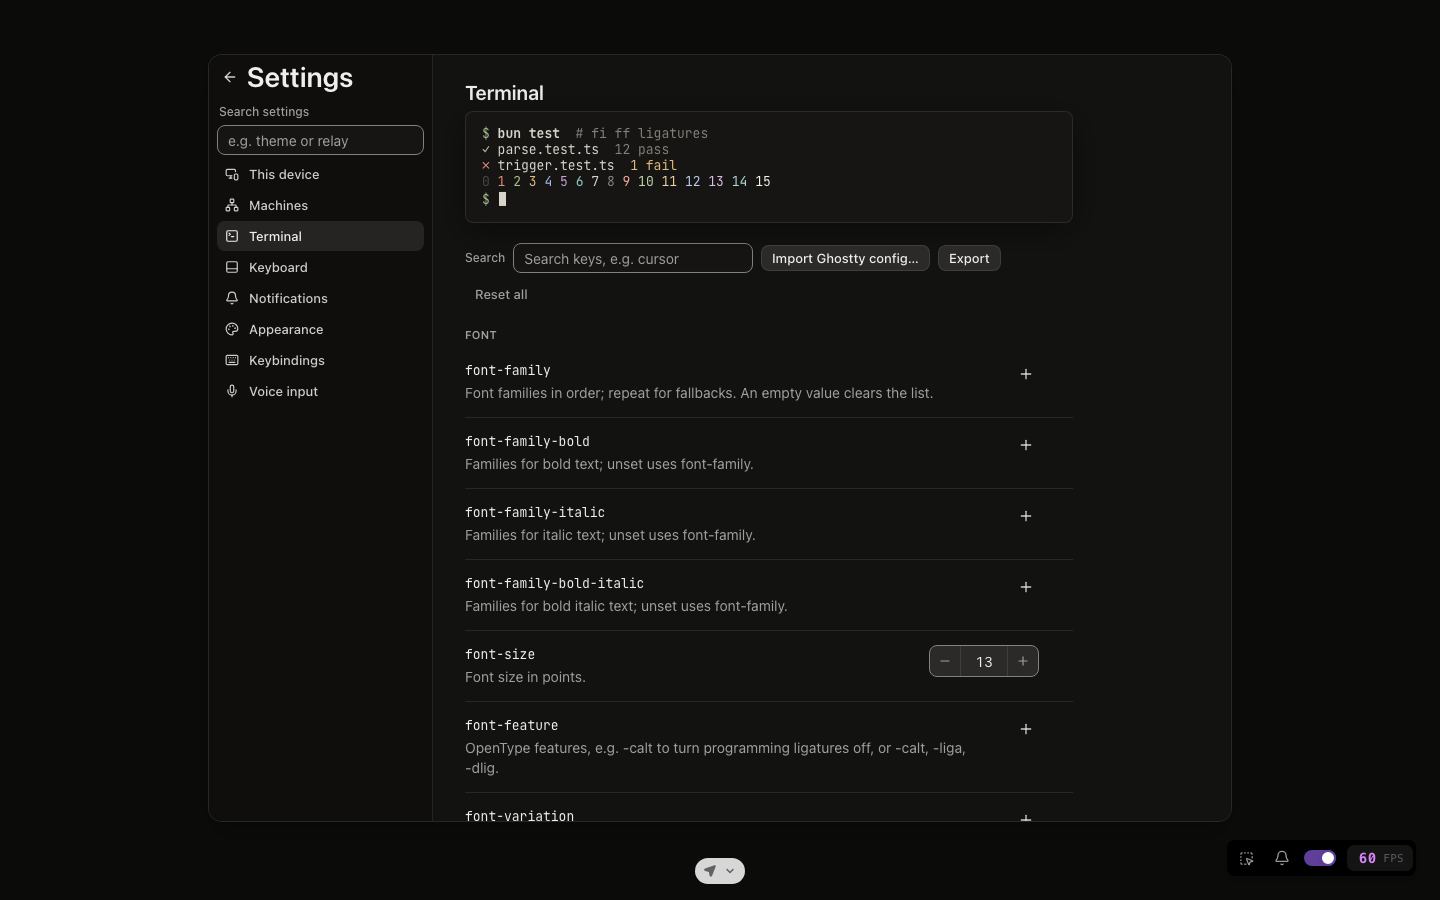 Settings
Search settings
e.g. theme or relay
This device
Machines
Terminal
Keyboard
Notifications
Appearance
Keybindings
Voice input
Terminal
$ bun test # fi ff ligatures
✓ parse.test.ts 12 pass
✕ trigger.test.ts 1 fail
0 1 2 3 4 5 6 7 8 9 10 11 12 13 14 15
$
Search
Search keys, e.g. cursor
Import Ghostty config...
Export
Reset all
FONT
font-family
Font families in order; repeat for fallbacks. An empty value clears the list.
font-family-bold
Families for bold text; unset uses font-family.
font-family-italic
Families for italic text; unset uses font-family.
font-family-bold-italic
Families for bold italic text; unset uses font-family.
font-size
13
Font size in points.
font-feature
OpenType features, e.g. -calt to turn programming ligatures off, or -calt, -liga,
-dlig.
font-variation
60 FPS